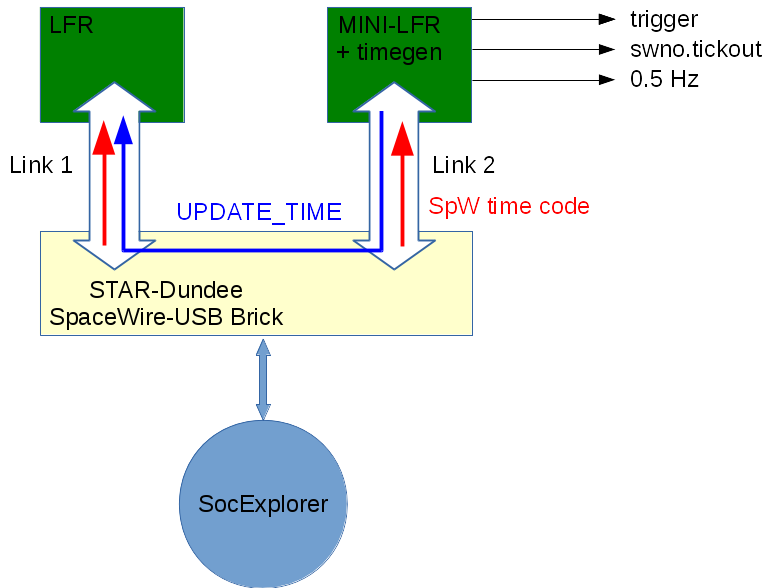 LFR
MINI-LFR
+ timegen
trigger
swno.tickout
0.5 Hz
Link 1
Link 2
UPDATE_TIME
SpW time code
STAR-Dundee
SpaceWire-USB Brick
SocExplorer